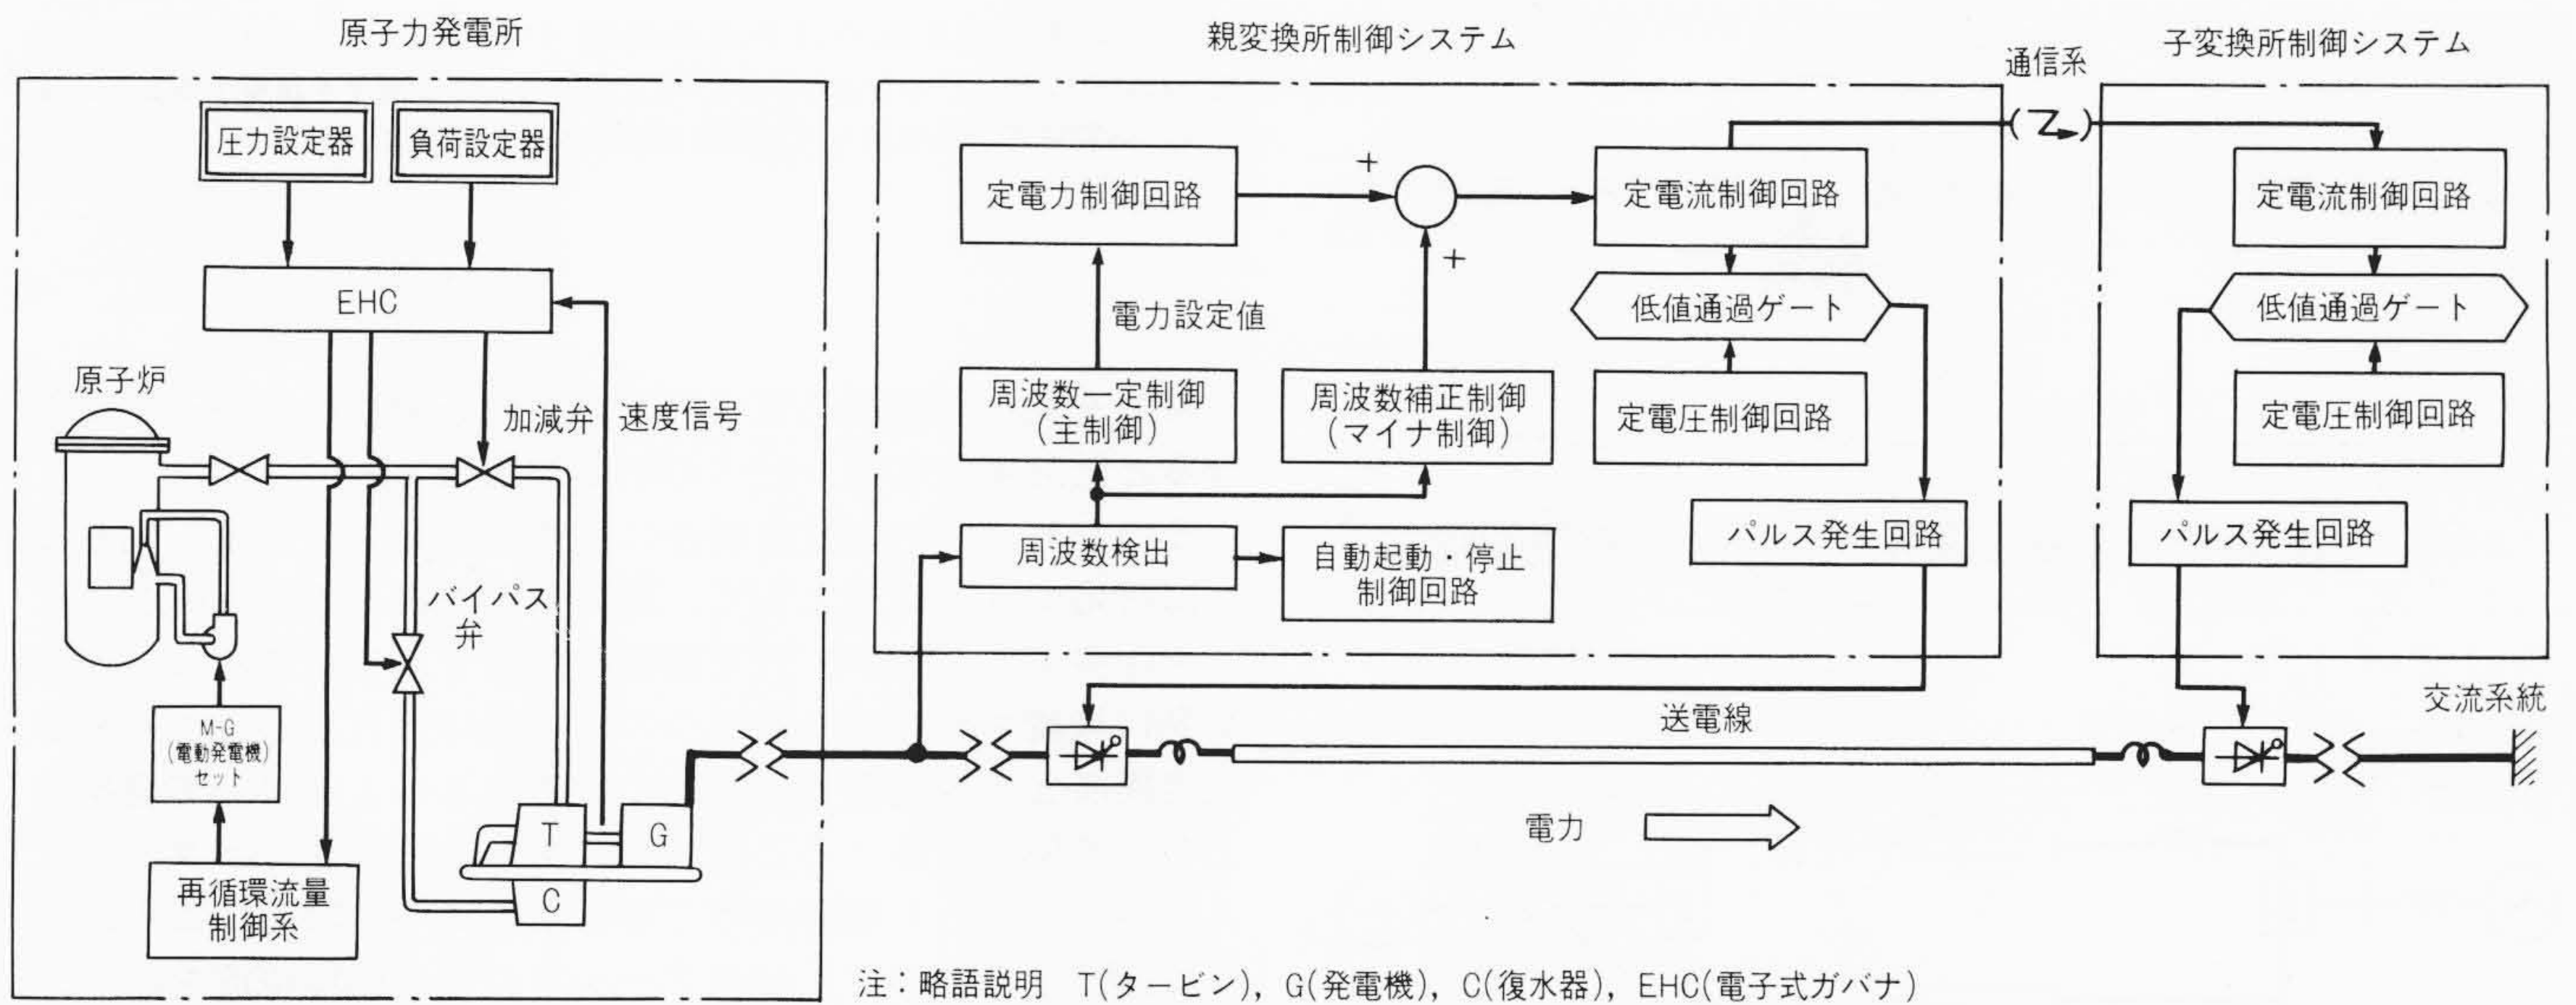 原子力発電所
圧力設定器
負荷設定器
EHC
原子炉
加減弁
速度信号
バイパス
弁
M-G
(電動発電機)
セット
再循環流量
制御系
T
G
C
親変換所制御システム
定電力制御回路
+
+
定電流制御回路
電力設定値
低値通過ゲート
周波数一定制御
(主制御)
周波数補正制御
(マイナ制御)
定電圧制御回路
周波数検出
自動起動・停止
制御回路
パルス発生回路
通信系
子変換所制御システム
定電流制御回路
低値通過ゲート
定電圧制御回路
パルス発生回路
送電線
交流系統
電力
注：略語説明 T(タービン), G(発電機), C(復水器), EHC(電子式ガバナ)